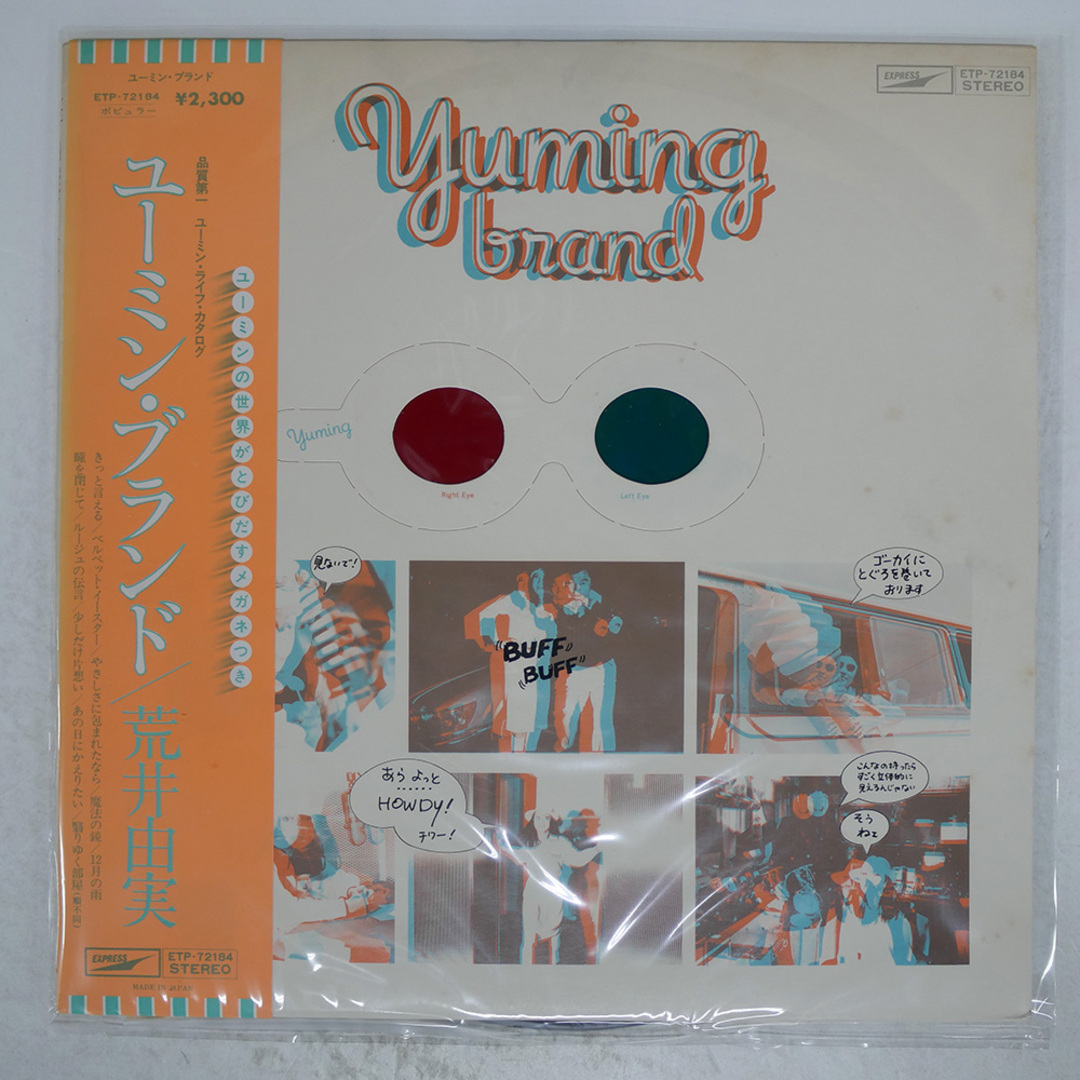 ユーミン・ブランド
ETP-72184 ¥2,300
ポピュラー
品質第一 ユーミン・ライフ・カタログ
ユーミンの世界がとびだすメガネつき
ユーミン・ブランド/荒井由実
きっと言える/ベルベット・イースター/やさしさに包まれたなら/魔法の鏡/12月の雨
瞳を閉じて/ルージュの伝言/少しだけ片想い/あの日にかえりたい/翳りゆく部屋(順不同)
EXPRESS
ETP-72184
STEREO
MADE IN JAPAN
EXPRESS
ETP-72184
STEREO
Yuming
brand
Yuming
Right Eye
Left Eye
見ないで!
"BUFF"
"BUFF"
ゴーカイに
とぐろを巻いて
おります
あらよっと
……
HOWDY!
チワー!
こんなの持ったら
すごく立体的に
見えるんじゃない
そう
ねェ